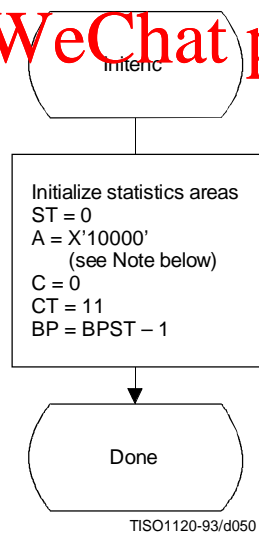 WeChat p
Initenc
Initialize statistics areas
ST = 0
A = X’10000’
(see Note below)
C = 0
CT = 11
BP = BPST – 1
Done
TISO1120-93/d050